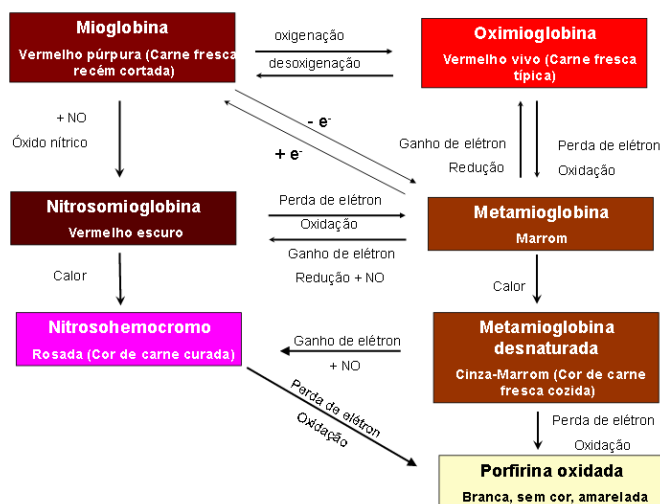 Mioglobina
Vermelho púrpura (Carne fresca
recém cortada)
oxigenação
desoxigenação
Oximioglobina
Vermelho vivo (Carne fresca
típica)
+ NO
Óxido nítrico
- e-
+ e-
Ganho de elétron
Redução
Perda de elétron
Oxidação
Nitrosomioglobina
Vermelho escuro
Perda de elétron
Oxidação
Ganho de elétron
Redução + NO
Metamioglobina
Marrom
Calor
Calor
Nitrosohemocromo
Rosada (Cor de carne curada)
Ganho de elétron
+ NO
Metamioglobina
desnaturada
Cinza-Marrom (Cor de carne
fresca cozida)
Perda de elétron
Oxidação
Perda de elétron
Oxidação
Porfirina oxidada
Branca, sem cor, amarelada